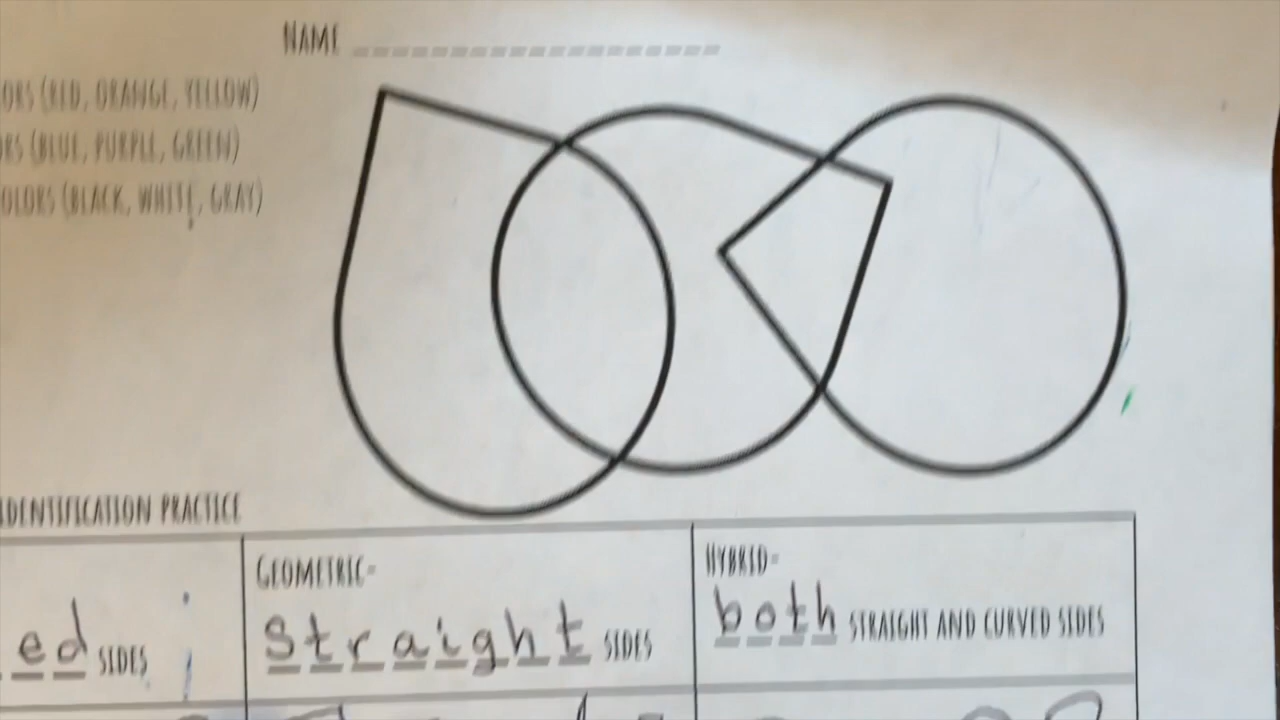 NAME
ORS (RED, ORANGE, YELLOW)
RS (BLUE, PURPLE, GREEN)
OLORS (BLACK, WHITE, GRAY)
IDENTIFICATION PRACTICE
ed SIDES
GEOMETRIC-
Straight SIDES
HYBRID-
both STRAIGHT AND CURVED SIDES